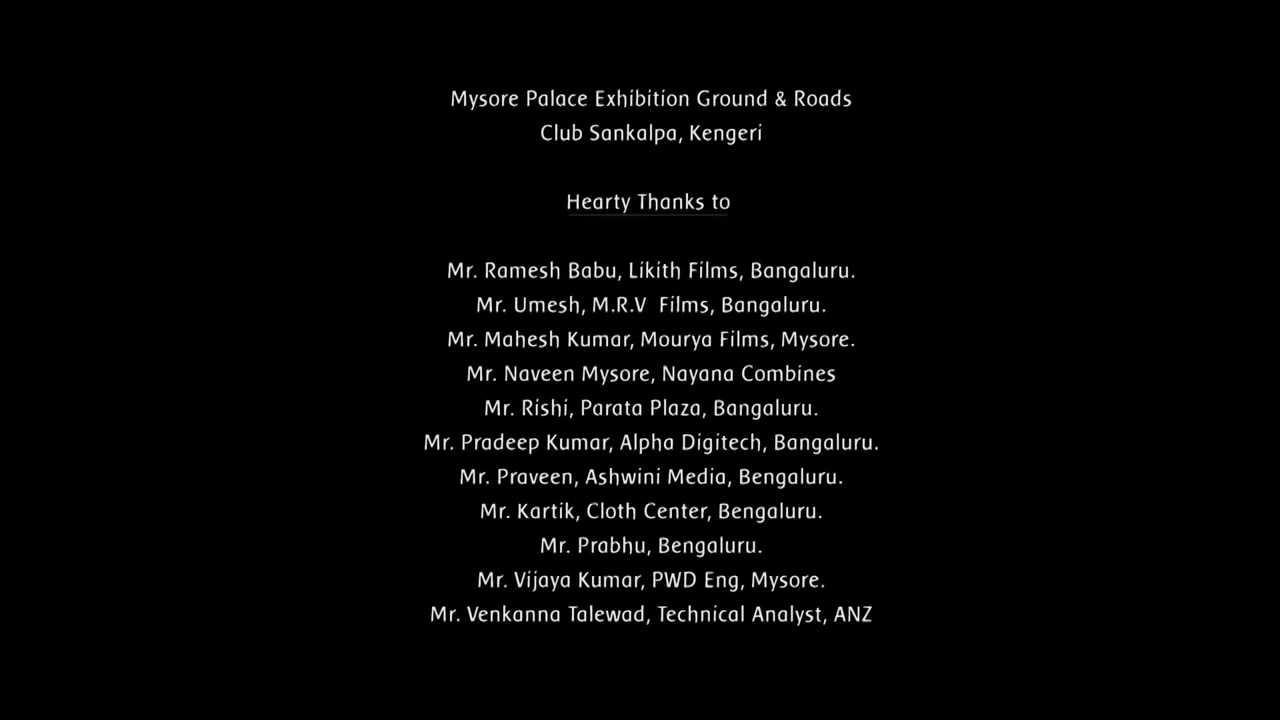 Mysore Palace Exhibition Ground & Roads
Club Sankalpa, Kengeri
Hearty Thanks to
Mr. Ramesh Babu, Likith Films, Bangaluru.
Mr. Umesh, M.R.V Films, Bangaluru.
Mr. Mahesh Kumar, Mourya Films, Mysore.
Mr. Naveen Mysore, Nayana Combines
Mr. Rishi, Parata Plaza, Bangaluru.
Mr. Pradeep Kumar, Alpha Digitech, Bangaluru.
Mr. Praveen, Ashwini Media, Bengaluru.
Mr. Kartik, Cloth Center, Bengaluru.
Mr. Prabhu, Bengaluru.
Mr. Vijaya Kumar, PWD Eng, Mysore.
Mr. Venkanna Talewad, Technical Analyst, ANZ